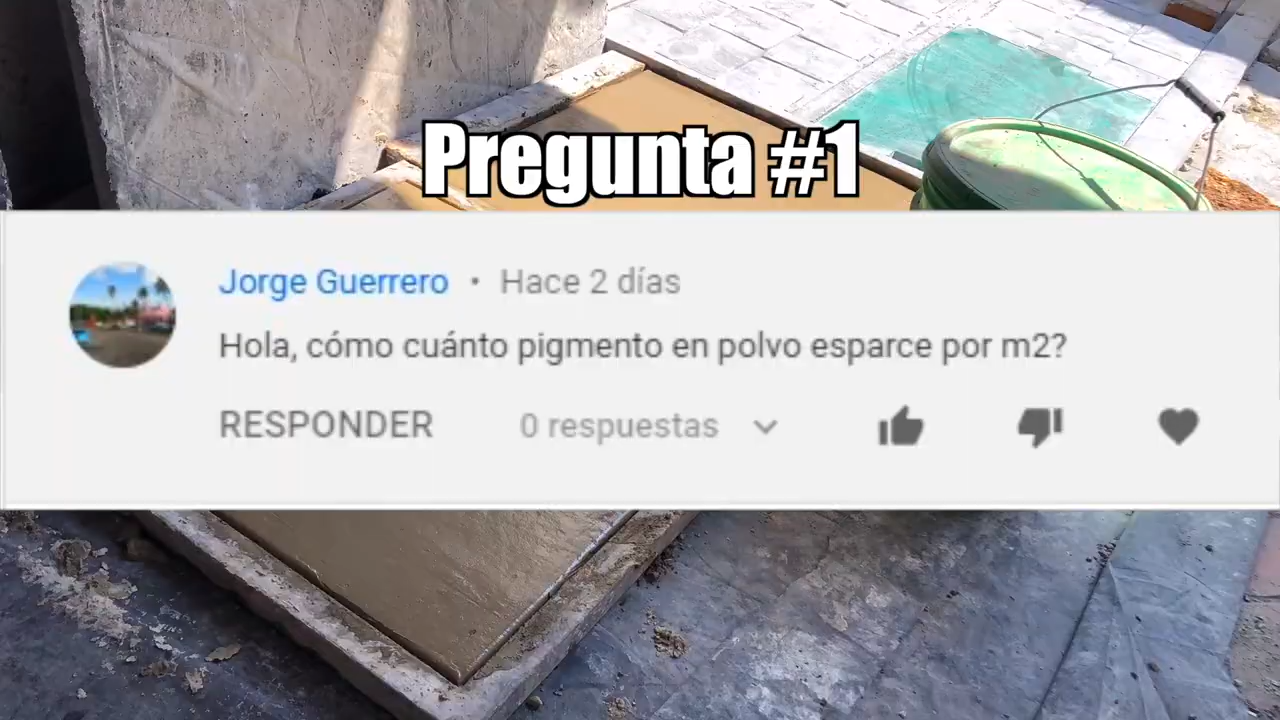 Pregunta #1
Jorge Guerrero • Hace 2 días
Hola, cómo cuánto pigmento en polvo esparce por m2?
RESPONDER 0 respuestas